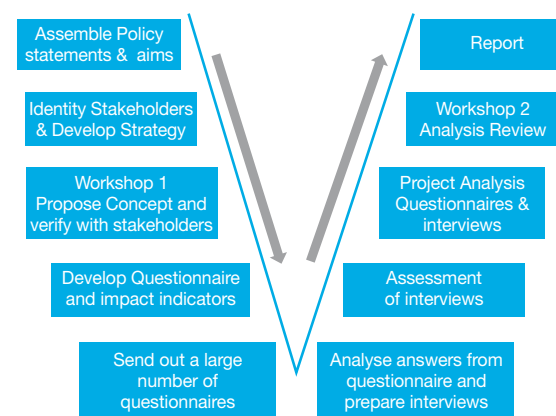 Assemble Policy
statements & aims
Identity Stakeholders
& Develop Strategy
Workshop 1
Propose Concept and
verify with stakeholders
Develop Questionnaire
and impact indicators
Send out a large
number of
questionnaires
Report
Workshop 2
Analysis Review
Project Analysis
Questionnaires &
interviews
Assessment
of interviews
Analyse answers from
questionnaire and
prepare interviews